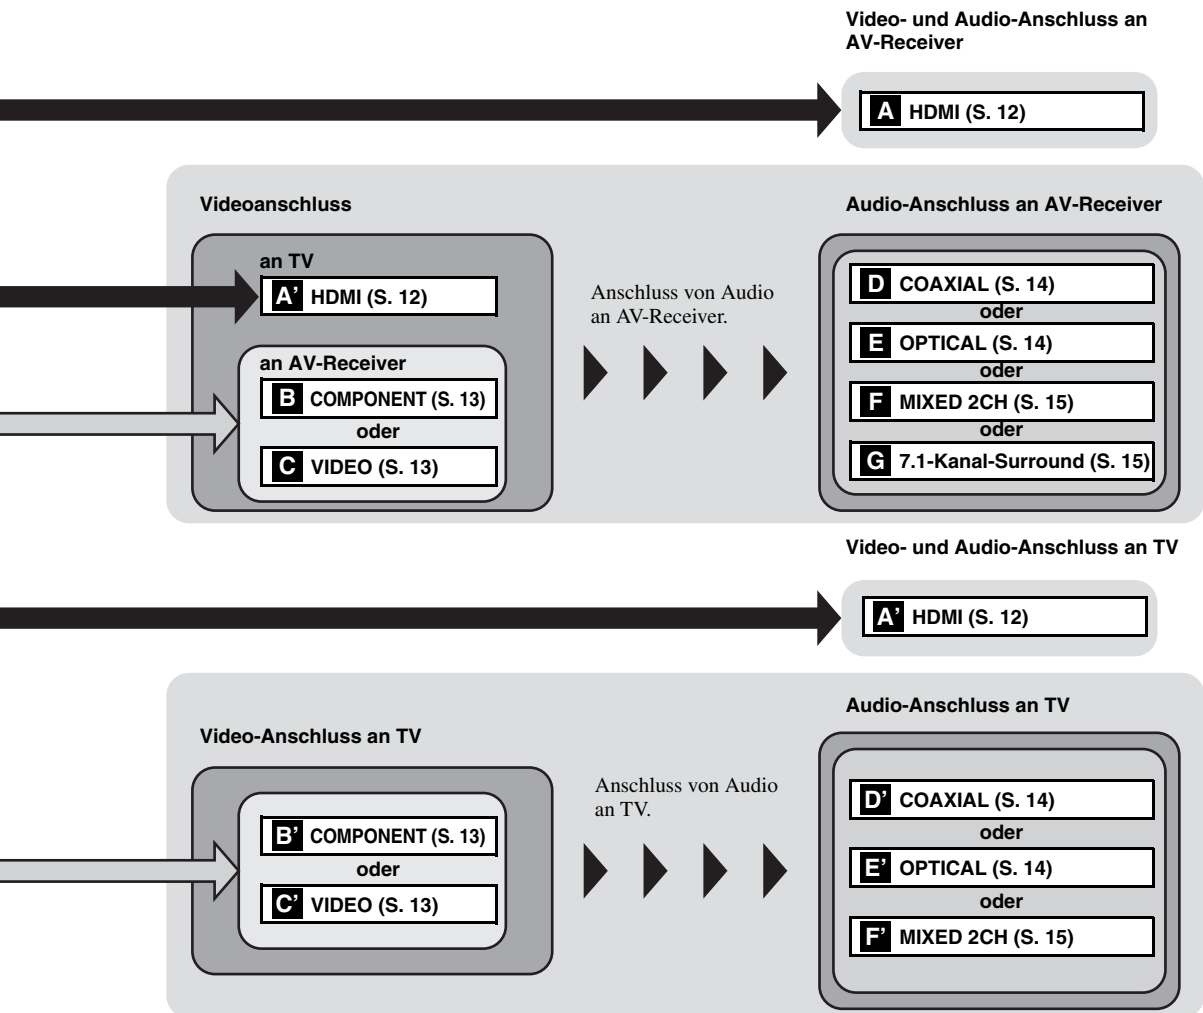 Video- und Audio-Anschluss an
AV-Receiver
A HDMI (S. 12)
Videoanschluss
an TV
A’ HDMI (S. 12)
an AV-Receiver
B COMPONENT (S. 13)
oder
C VIDEO (S. 13)
Anschluss von Audio
an AV-Receiver.
Audio-Anschluss an AV-Receiver
D COAXIAL (S. 14)
oder
E OPTICAL (S. 14)
oder
F MIXED 2CH (S. 15)
oder
G 7.1-Kanal-Surround (S. 15)
Video- und Audio-Anschluss an TV
A’ HDMI (S. 12)
Video-Anschluss an TV
B’ COMPONENT (S. 13)
oder
C’ VIDEO (S. 13)
Anschluss von Audio
an TV.
Audio-Anschluss an TV
D’ COAXIAL (S. 14)
oder
E’ OPTICAL (S. 14)
oder
F’ MIXED 2CH (S. 15)